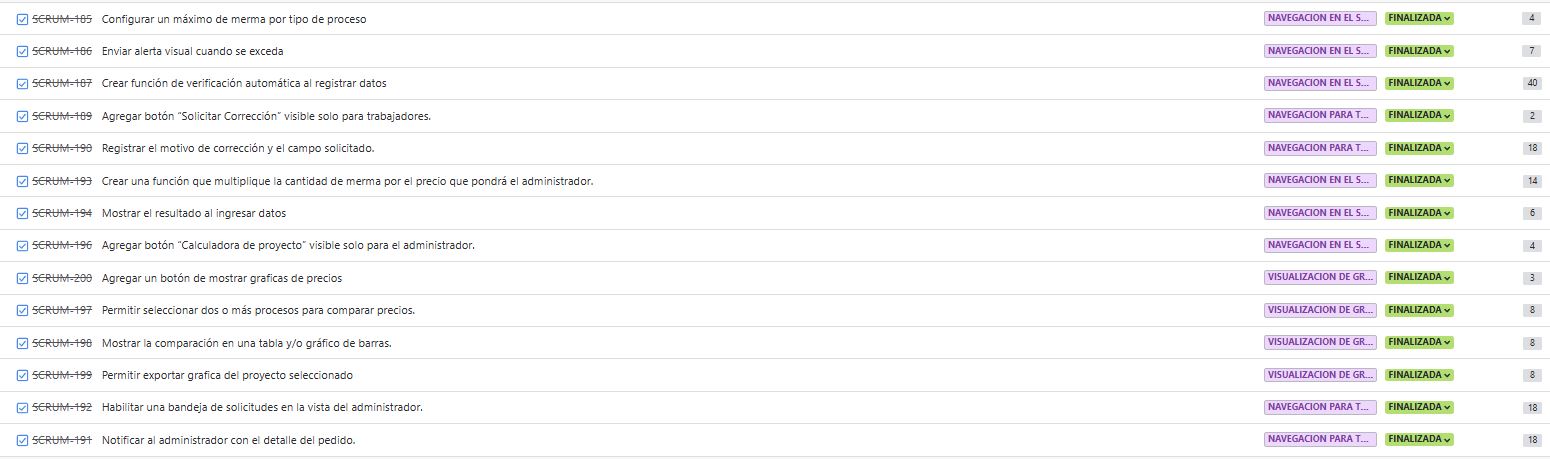 SCRUM-185 Configurar un máximo de merma por tipo de proceso NAVEGACION EN EL S... FINALIZADA 4
SCRUM-186 Enviar alerta visual cuando se exceda NAVEGACION EN EL S... FINALIZADA 7
SCRUM-187 Crear función de verificación automática al registrar datos NAVEGACION EN EL S... FINALIZADA 40
SCRUM-189 Agregar botón “Solicitar Corrección” visible solo para trabajadores. NAVEGACION PARA T... FINALIZADA 2
SCRUM-190 Registrar el motivo de corrección y el campo solicitado. NAVEGACION PARA T... FINALIZADA 18
SCRUM-193 Crear una función que multiplique la cantidad de merma por el precio que pondrá el administrador. NAVEGACION EN EL S... FINALIZADA 14
SCRUM-194 Mostrar el resultado al ingresar datos NAVEGACION EN EL S... FINALIZADA 6
SCRUM-196 Agregar botón “Calculadora de proyecto” visible solo para el administrador. NAVEGACION EN EL S... FINALIZADA 4
SCRUM-200 Agregar un botón de mostrar graficas de precios VISUALIZACION DE GR... FINALIZADA 3
SCRUM-197 Permitir seleccionar dos o más procesos para comparar precios. VISUALIZACION DE GR... FINALIZADA 8
SCRUM-198 Mostrar la comparación en una tabla y/o gráfico de barras. VISUALIZACION DE GR... FINALIZADA 8
SCRUM-199 Permitir exportar grafica del proyecto seleccionado VISUALIZACION DE GR... FINALIZADA 8
SCRUM-192 Habilitar una bandeja de solicitudes en la vista del administrador. NAVEGACION PARA T... FINALIZADA 18
SCRUM-191 Notificar al administrador con el detalle del pedido. NAVEGACION PARA T... FINALIZADA 18